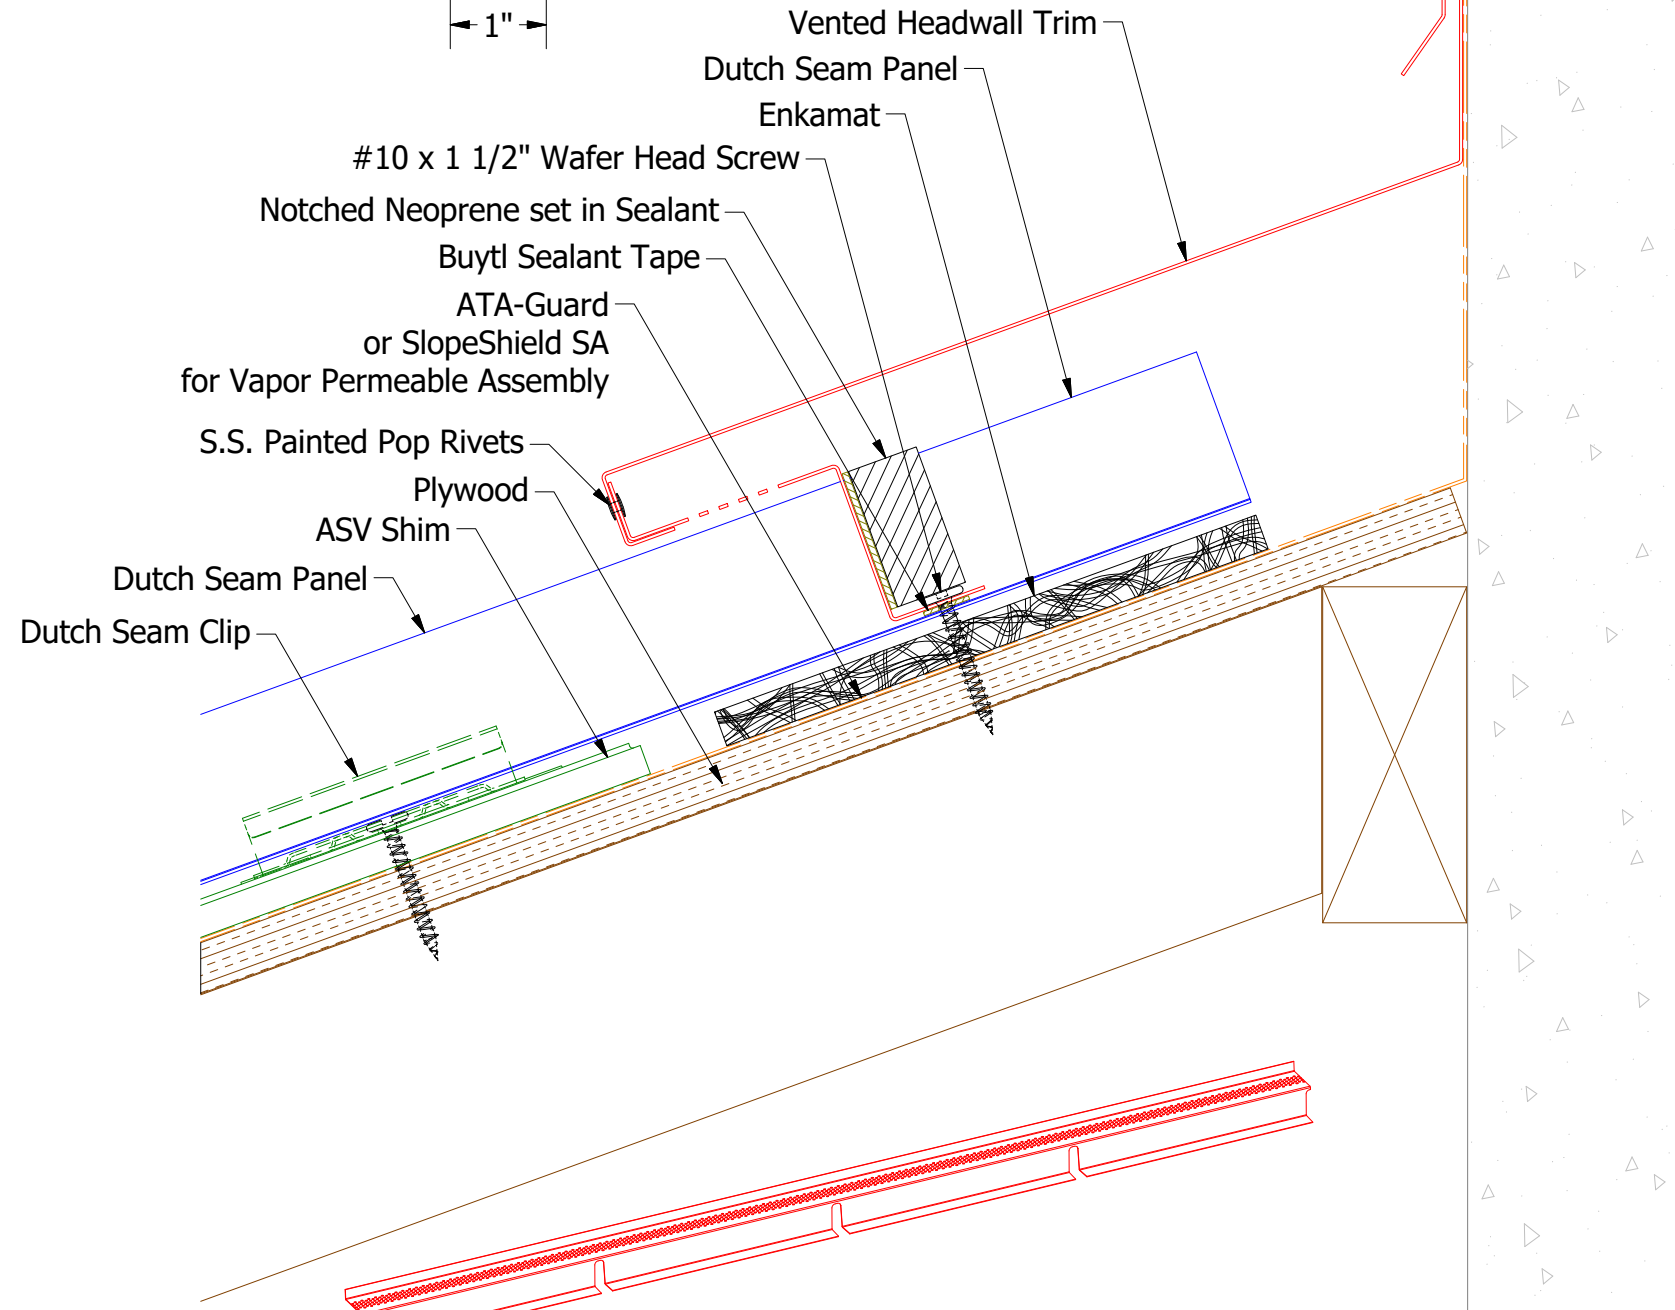 1"
Vented Headwall Trim
Dutch Seam Panel
Enkamat
#10 x 1 1/2" Wafer Head Screw
Notched Neoprene set in Sealant
Buytl Sealant Tape
ATA-Guard
or SlopeShield SA
for Vapor Permeable Assembly
S.S. Painted Pop Rivets
Plywood
ASV Shim
Dutch Seam Panel
Dutch Seam Clip